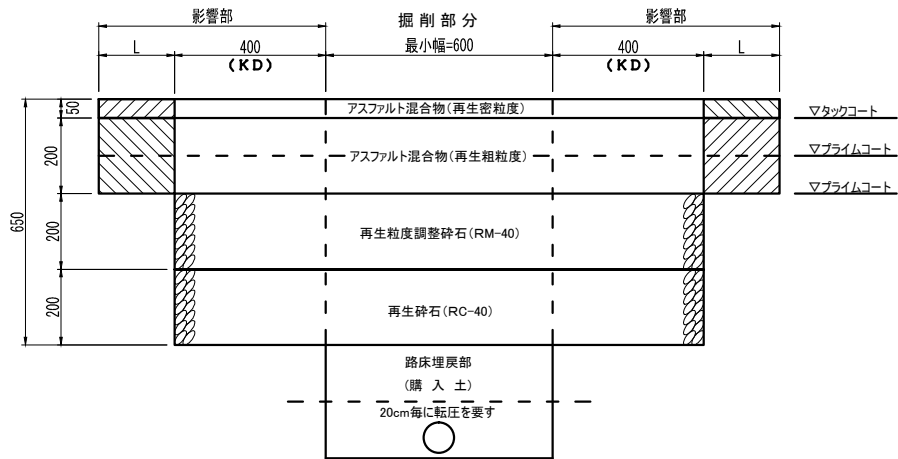 影響部
掘削部分
影響部
L
400
最小幅=600
400
L
(KD)
(KD)
50
アスファルト混合物(再生密粒度)
▽タックコート
200
アスファルト混合物(再生粗粒度)
▽プライムコート
▽プライムコート
650
200
再生粒度調整砕石(RM-40)
200
再生砕石(RC-40)
路床埋戻部
(購入土)
20cm毎に転圧を要す